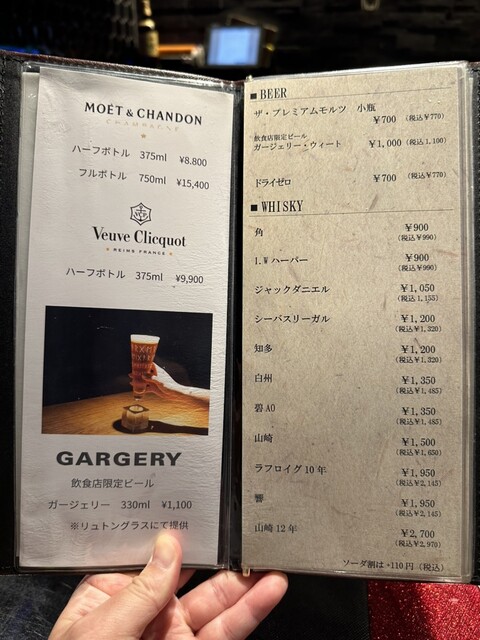 MOËT & CHANDON
CHAMPAGNE
ハーフボトル 375ml ¥8.800
フルボトル 750ml ¥15,400
Veuve Clicquot
REIMS FRANCE
ハーフボトル 375ml ¥9,900
GARGERY
飲食店限定ビール
ガージェリー 330ml ¥1,100
※リュトングラスにて提供
■ BEER
ザ・プレミアムモルツ 小瓶
¥700 (税込¥770)
飲食店限定ビール
ガージェリー・ウィート ¥1,000 (税込1,100)
ドライゼロ ¥700 (税込¥770)
■ WHISKY
角 ¥900
(税込¥990)
I.Wハーパー ¥900
(税込¥990)
ジャックダニエル ¥1,050
(税込1,155)
シーバスリーガル ¥1,200
(税込¥1,320)
知多 ¥1,200
(税込¥1,320)
白州 ¥1,350
(税込¥1,485)
碧AO ¥1,350
(税込¥1,485)
山崎 ¥1,500
(税込¥1,650)
ラフロイグ10年 ¥1,950
(税込¥2,145)
響 ¥1,950
(税込¥2,145)
山崎12年 ¥2,700
(税込¥2,970)
ソーダ割は+110円(税込)